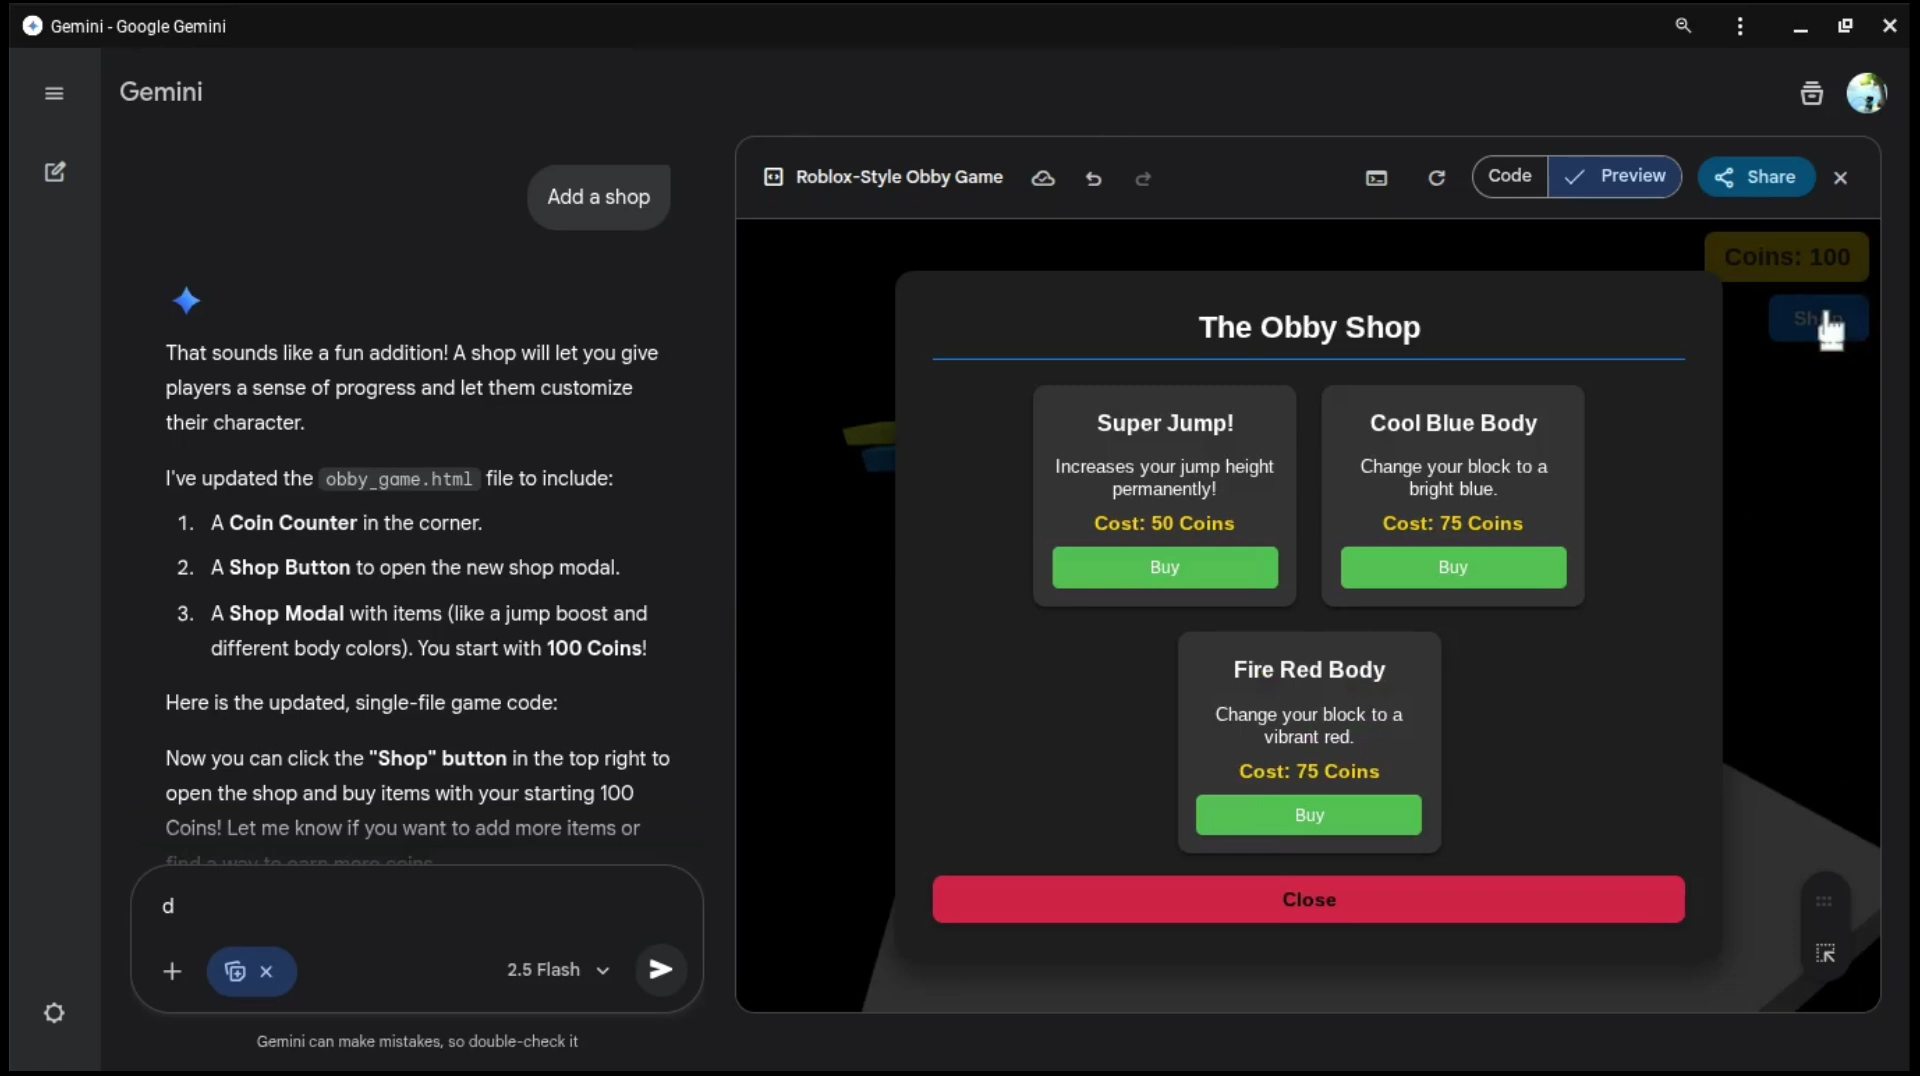 Gemini - Google Gemini
Gemini
Add a shop
That sounds like a fun addition! A shop will let you give
players a sense of progress and let them customize
their character.
I've updated the obby_game.html file to include:
1. A Coin Counter in the corner.
2. A Shop Button to open the new shop modal.
3. A Shop Modal with items (like a jump boost and
different body colors). You start with 100 Coins!
Here is the updated, single-file game code:
Now you can click the "Shop" button in the top right to
open the shop and buy items with your starting 100
Coins! Let me know if you want to add more items or
find a way to earn more coins.
d
2.5 Flash
Gemini can make mistakes, so double-check it
Roblox-Style Obby Game
Code
Preview
Share
Coins: 100
The Obby Shop
Super Jump!
Increases your jump height
permanently!
Cost: 50 Coins
Buy
Cool Blue Body
Change your block to a
bright blue.
Cost: 75 Coins
Buy
Fire Red Body
Change your block to a
vibrant red.
Cost: 75 Coins
Buy
Close